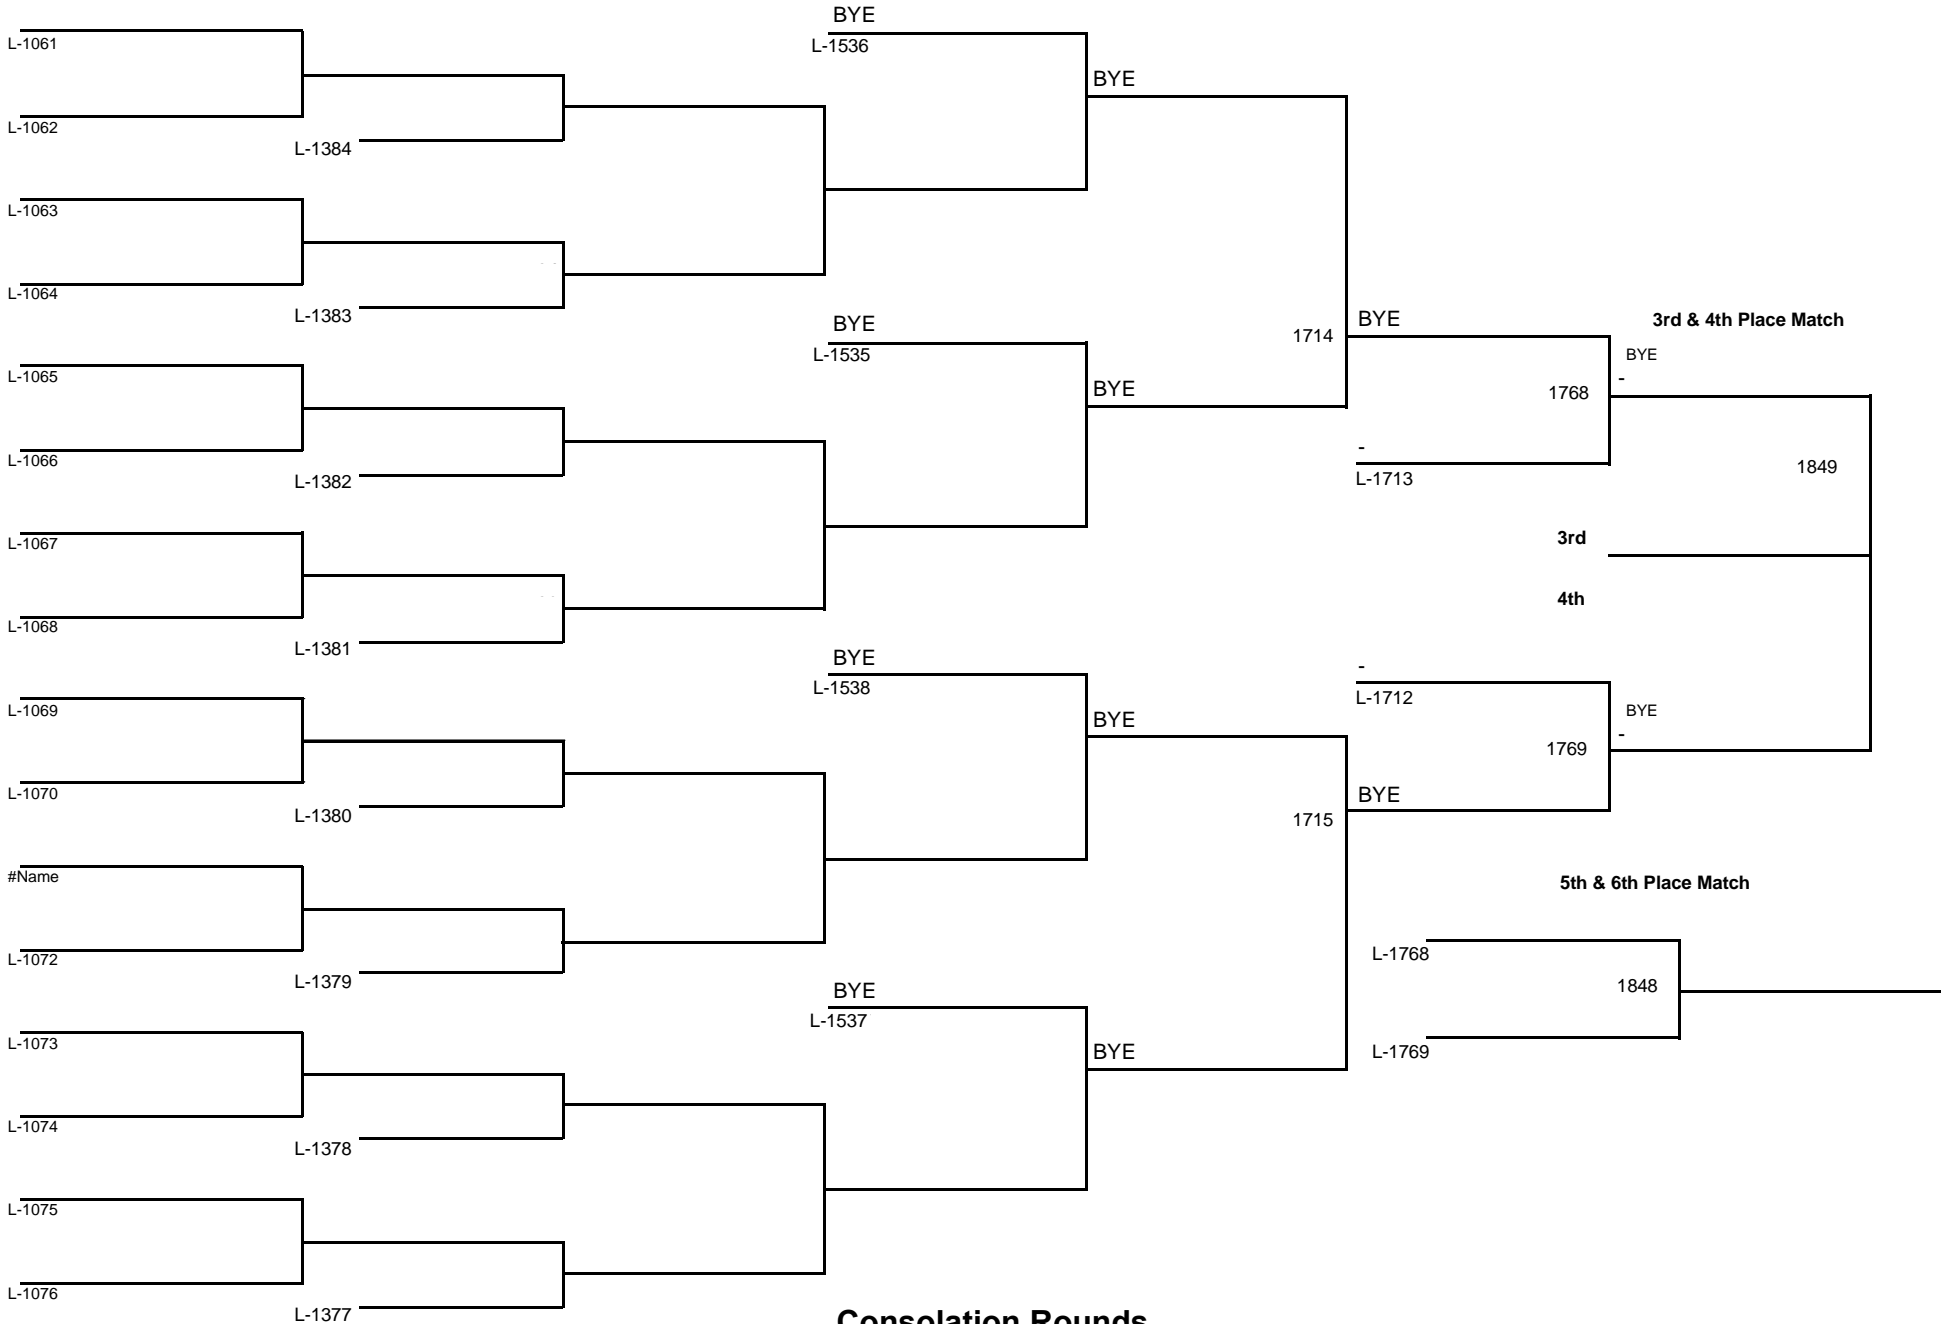 BYE
L-1061
L-1536
BYE
L-1062
L-1384
L-1063
L-1064
L-1383
BYE
L-1535
1714
BYE
3rd & 4th Place Match
BYE
-
L-1065
BYE
1768
L-1066
L-1382
-
L-1713
1849
L-1067
3rd
4th
L-1068
L-1381
BYE
L-1538
-
L-1712
L-1069
BYE
BYE
-
1769
L-1070
L-1380
BYE
1715
#Name
5th & 6th Place Match
L-1072
L-1379
L-1768
1848
BYE
L-1537
L-1073
BYE
L-1769
L-1074
L-1378
L-1075
L-1076
L-1377
Consolation Rounds